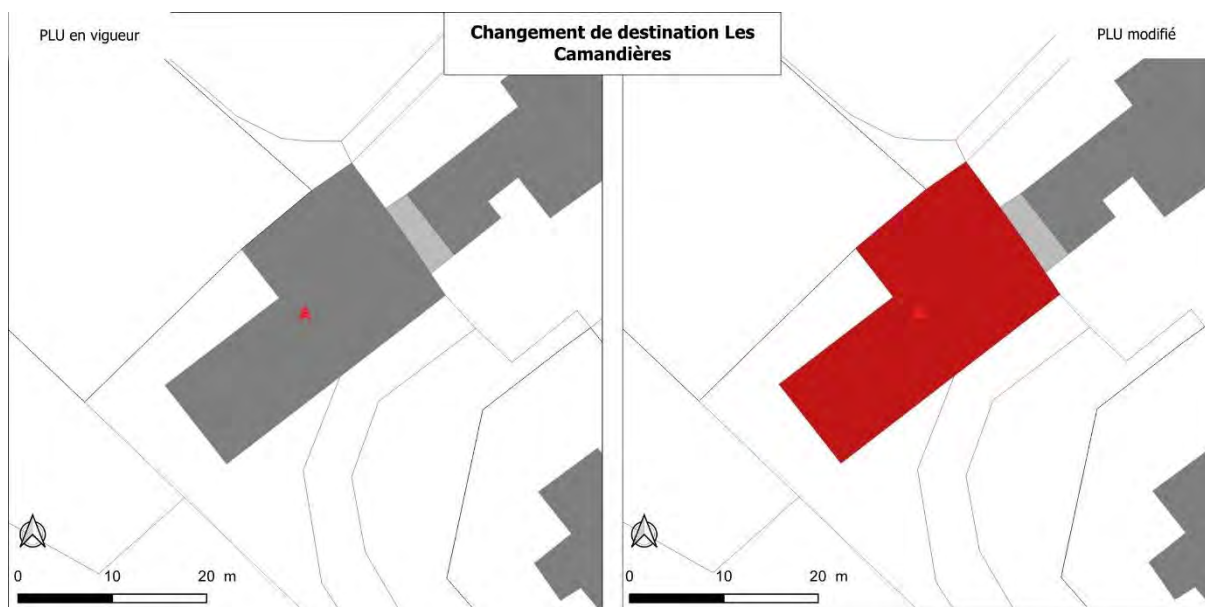 PLU en vigueur
Changement de destination Les
Camandières
PLU modifié
0 10 20 m
0 10 20 m